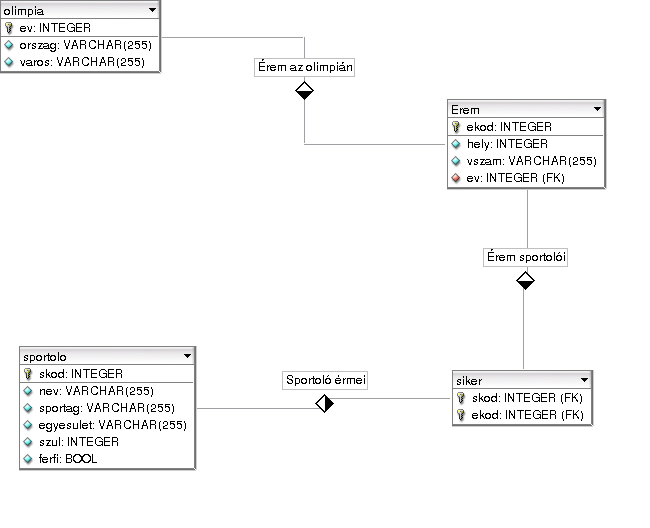 olimpia
ev: INTEGER
orszag: VARCHAR(255)
varos: VARCHAR(255)
Érem az olimpián
Erem
ekod: INTEGER
hely: INTEGER
vszam: VARCHAR(255)
ev: INTEGER (FK)
Érem sportolói
sportolo
skod: INTEGER
nev: VARCHAR(255)
sportag: VARCHAR(255)
egyesulet: VARCHAR(255)
szul: INTEGER
ferfi: BOOL
Sportoló érmei
siker
skod: INTEGER (FK)
ekod: INTEGER (FK)